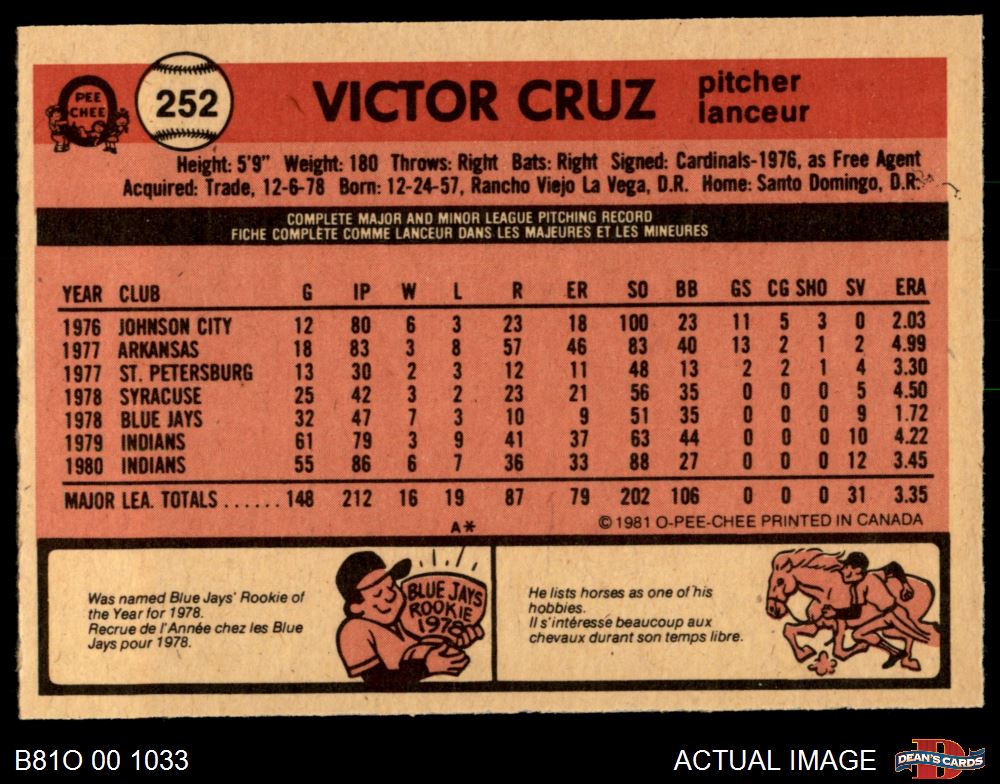 PEE
CHEE
252
VICTOR CRUZ
pitcher
lanceur
Height: 5'9" Weight: 180 Throws: Right Bats: Right Signed: Cardinals-1976, as Free Agent
Acquired: Trade, 12-6-78 Born: 12-24-57, Rancho Viejo La Vega, D.R. Home: Santo Domingo, D.R.
COMPLETE MAJOR AND MINOR LEAGUE PITCHING RECORD
FICHE COMPLÈTE COMME LANCEUR DANS LES MAJEURES ET LES MINEURES
YEAR CLUB G IP W L R ER SO BB GS CG SHO SV ERA
1976 JOHNSON CITY 12 80 6 3 23 18 100 23 11 5 3 0 2.03
1977 ARKANSAS 18 83 3 8 57 46 83 40 13 2 1 2 4.99
1977 ST. PETERSBURG 13 30 2 3 12 11 48 13 2 2 1 4 3.30
1978 SYRACUSE 25 42 3 2 23 21 56 35 0 0 0 5 4.50
1978 BLUE JAYS 32 47 7 3 10 9 51 35 0 0 0 9 1.72
1979 INDIANS 61 79 3 9 41 37 63 44 0 0 0 10 4.22
1980 INDIANS 55 86 6 7 36 33 88 27 0 0 0 12 3.45
MAJOR LEA. TOTALS ...... 148 212 16 19 87 79 202 106 0 0 0 31 3.35
A* © 1981 O-PEE-CHEE PRINTED IN CANADA
Was named Blue Jays' Rookie of
the Year for 1978.
Recrue de l'Année chez les Blue
Jays pour 1978.
BLUE JAYS
ROOKIE
1978
He lists horses as one of his
hobbies.
Il s'intéresse beaucoup aux
chevaux durant son temps libre.
B81O 00 1033
ACTUAL IMAGE
D
DEAN'S CARDS